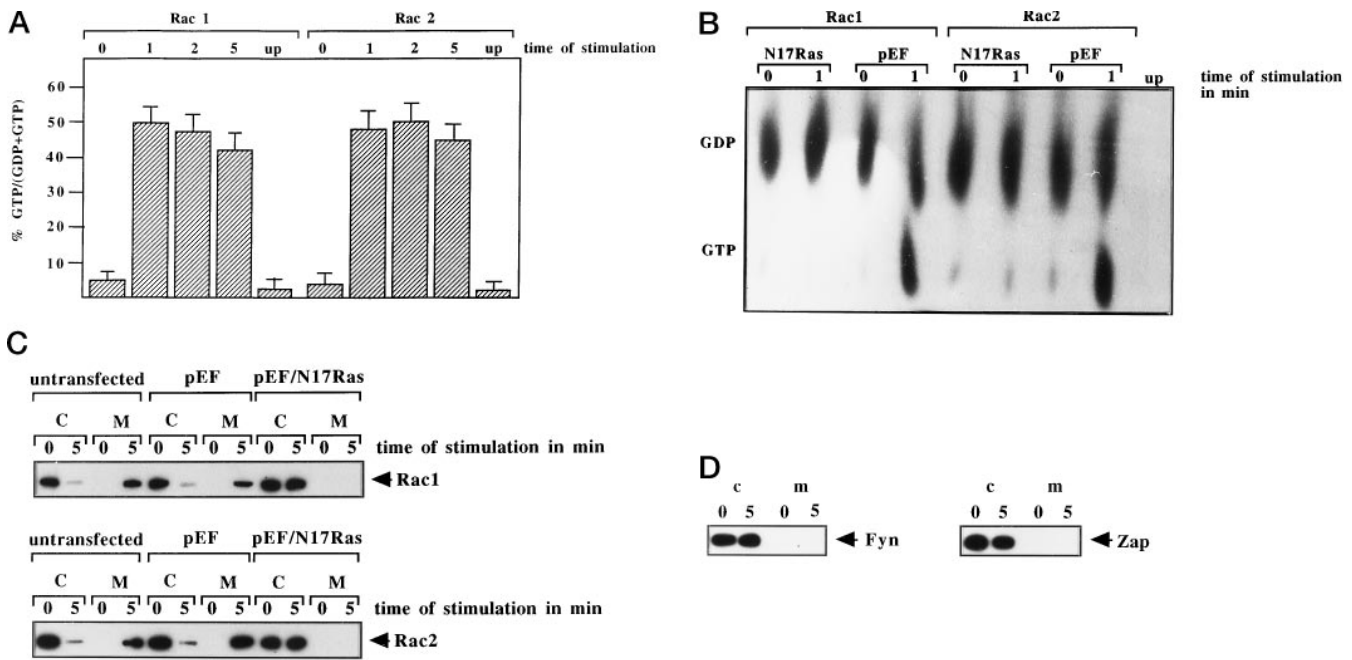 A
Rac 1 Rac 2
0 1 2 5 up 0 1 2 5 up time of stimulation
% GTP/(GDP+GTP)
60
50
40
30
20
10
B
Rac1 Rac2
N17Ras pEF N17Ras pEF
0 1 0 1 0 1 0 1 up
time of stimulation
in min
GDP
GTP
C
untransfected pEF pEF/N17Ras
C M C M C M
0 5 0 5 0 5 0 5 0 5 0 5 time of stimulation in min
Rac1
untransfected pEF pEF/N17Ras
C M C M C M
0 5 0 5 0 5 0 5 0 5 0 5 time of stimulation in min
Rac2
D
c m
0 5 0 5
Fyn
c m
0 5 0 5
Zap